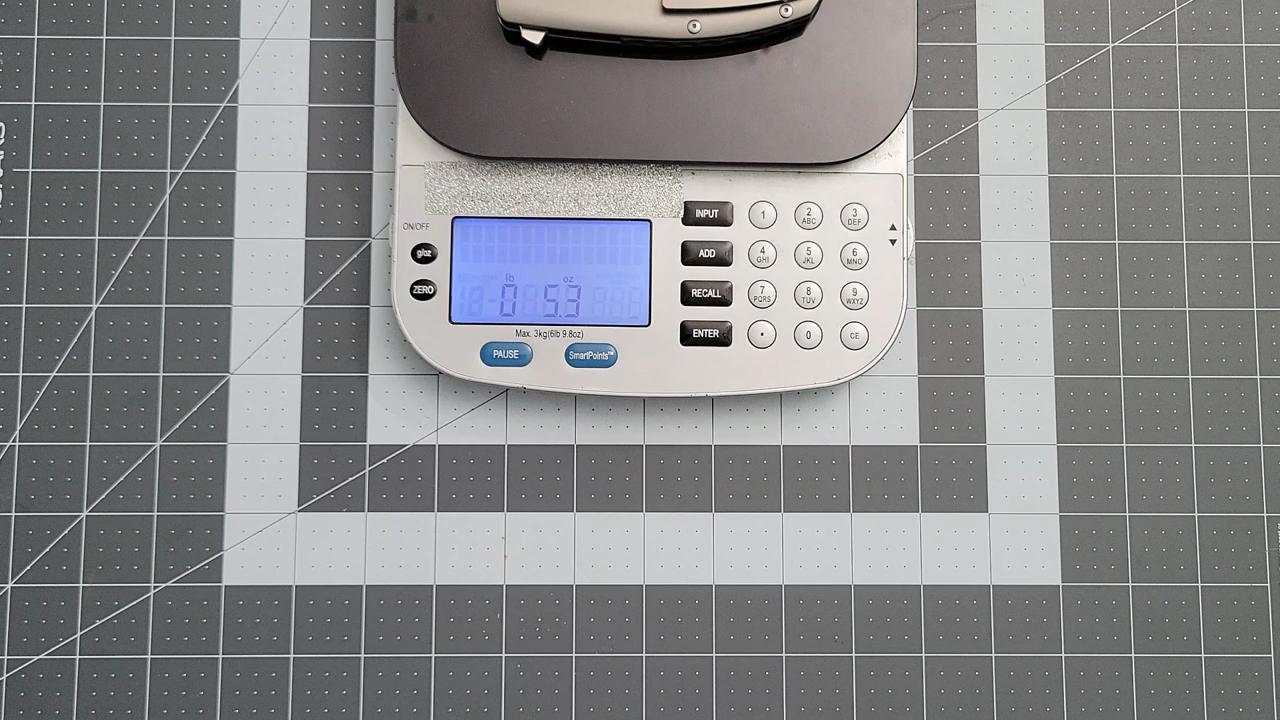 ON/OFF
g/oz
ZERO
lb oz
0 5.3
Max. 3kg(6lb 9.8oz)
PAUSE SmartPoints™
INPUT 1 2 ABC 3 DEF
ADD 4 GHI 5 JKL 6 MNO
RECALL 7 PQRS 8 TUV 9 WXYZ
ENTER • 0 CE